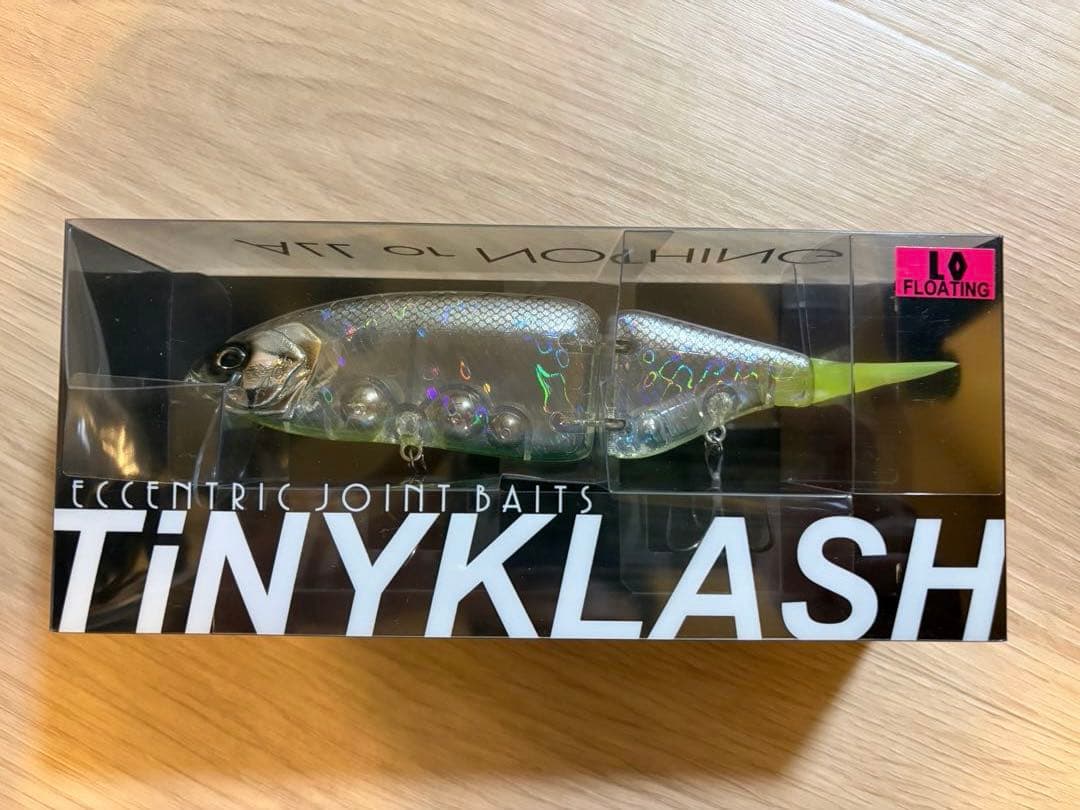 ALL or NOTHING
LO
FLOATING
ECCENTRIC JOINT BAITS
TiNYKLASH